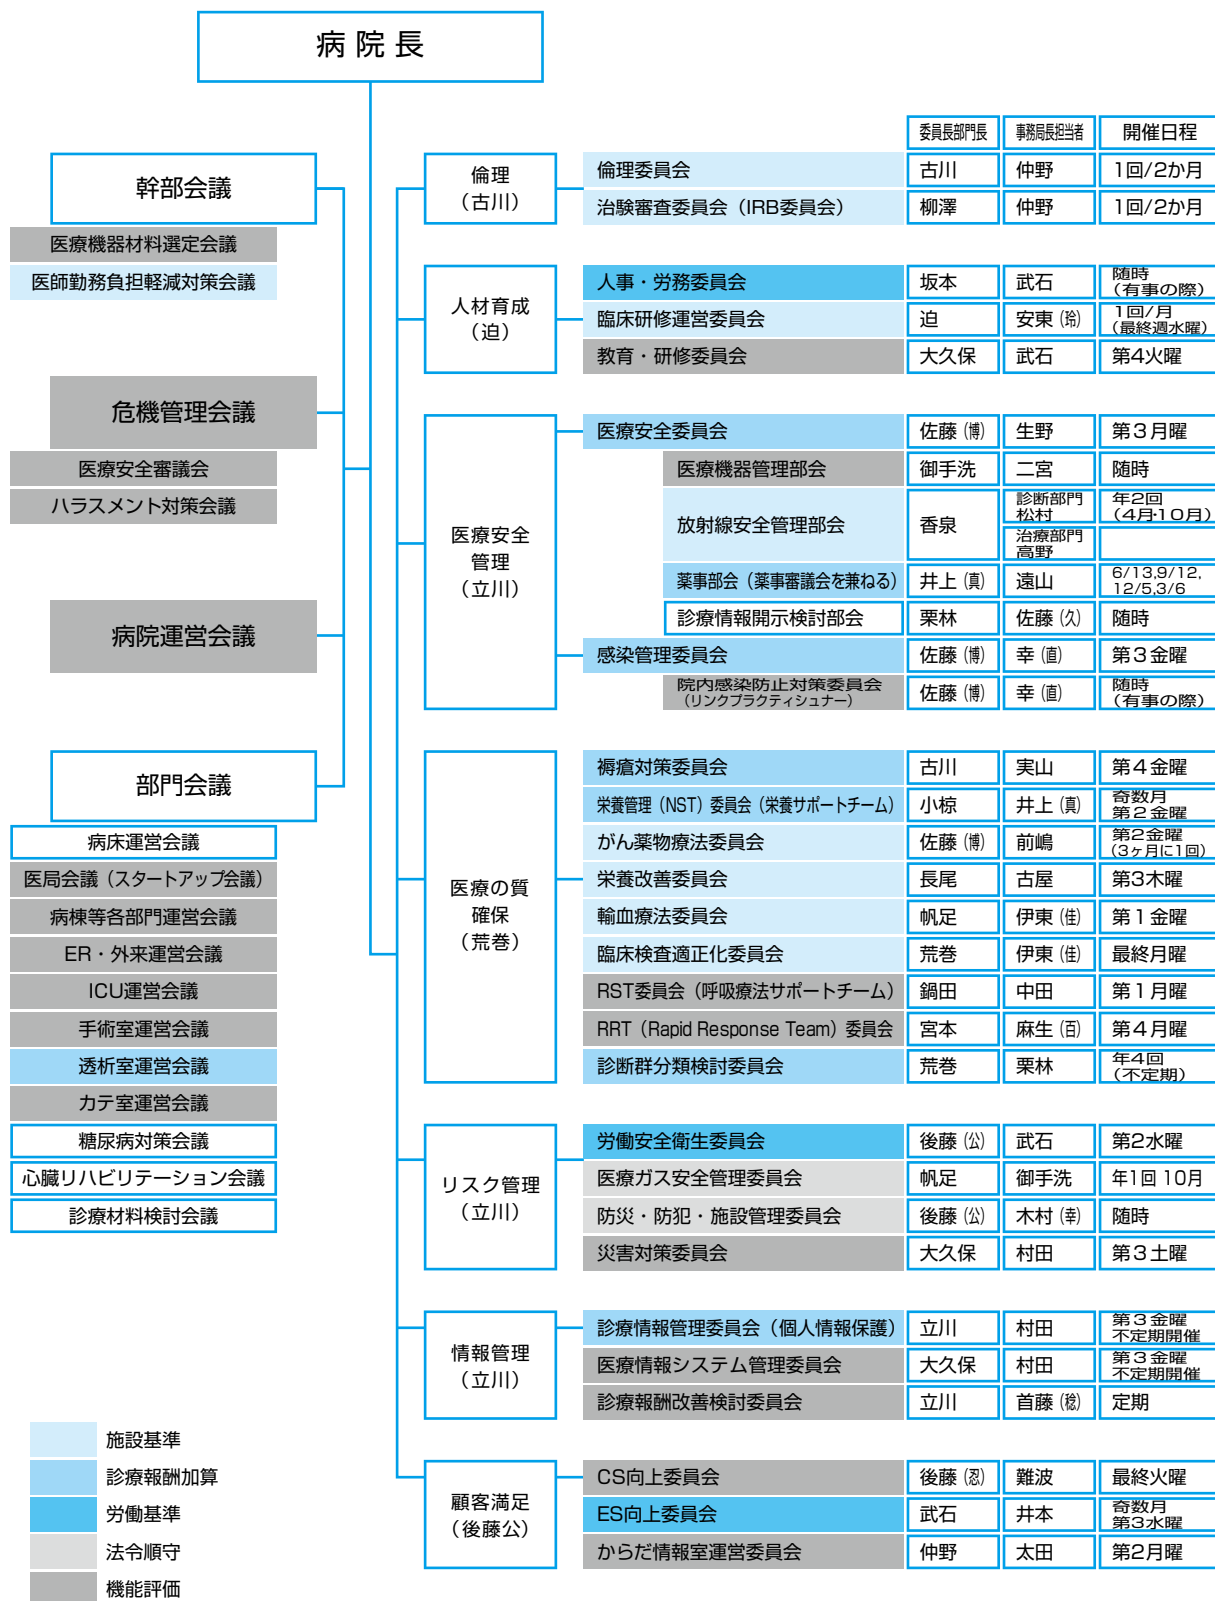 病院長
委員長部門長 事務局長担当者 開催日程
幹部会議
医療機器材料選定会議
医師勤務負担軽減対策会議
危機管理会議
医療安全審議会
ハラスメント対策会議
病院運営会議
部門会議
病床運営会議
医局会議（スタートアップ会議）
病棟等各部門運営会議
ER・外来運営会議
ICU運営会議
手術室運営会議
透析室運営会議
カテ室運営会議
糖尿病対策会議
心臓リハビリテーション会議
診療材料検討会議
倫理
（古川）
倫理委員会 古川 仲野 1回/2か月
治験審査委員会（IRB委員会） 柳澤 仲野 1回/2か月
人材育成
（迫）
人事・労務委員会 坂本 武石 随時
（有事の際）
臨床研修運営委員会 迫 安東（玲） 1回/月
（最終週水曜）
教育・研修委員会 大久保 武石 第4火曜
医療安全
管理
（立川）
医療安全委員会 佐藤（博） 生野 第3月曜
医療機器管理部会 御手洗 二宮 随時
放射線安全管理部会 香泉
診断部門 年2回
松村 （4月・10月）
治療部門
高野
薬事部会（薬事審議会を兼ねる） 井上（真） 遠山 6/13,9/12,
12/5,3/6
診療情報開示検討部会 栗林 佐藤（久） 随時
感染管理委員会 佐藤（博） 幸（直） 第3金曜
院内感染防止対策委員会 佐藤（博） 幸（直） 随時
（リンクプラクティシュナー） （有事の際）
医療の質
確保
（荒巻）
褥瘡対策委員会 古川 実山 第4金曜
栄養管理（NST）委員会（栄養サポートチーム） 小椋 井上（真） 奇数月
第2金曜
がん薬物療法委員会 佐藤（博） 前嶋 第2金曜
（3ヶ月に1回）
栄養改善委員会 長尾 古屋 第3木曜
輸血療法委員会 帆足 伊東（佳） 第1金曜
臨床検査適正化委員会 荒巻 伊東（佳） 最終月曜
RST委員会（呼吸療法サポートチーム） 鍋田 中田 第1月曜
RRT（Rapid Response Team）委員会 宮本 麻生（百） 第4月曜
診断群分類検討委員会 荒巻 栗林 年4回
（不定期）
リスク管理
（立川）
労働安全衛生委員会 後藤（公） 武石 第2水曜
医療ガス安全管理委員会 帆足 御手洗 年1回 10月
防災・防犯・施設管理委員会 後藤（公） 木村（幸） 随時
災害対策委員会 大久保 村田 第3土曜
情報管理
（立川）
診療情報管理委員会（個人情報保護） 立川 村田 第3金曜
不定期開催
医療情報システム管理委員会 大久保 村田 第3金曜
不定期開催
診療報酬改善検討委員会 立川 首藤（稔） 定期
顧客満足
（後藤公）
CS向上委員会 後藤（忍） 難波 最終火曜
ES向上委員会 武石 井本 奇数月
第3水曜
からだ情報室運営委員会 仲野 太田 第2月曜
施設基準
診療報酬加算
労働基準
法令順守
機能評価